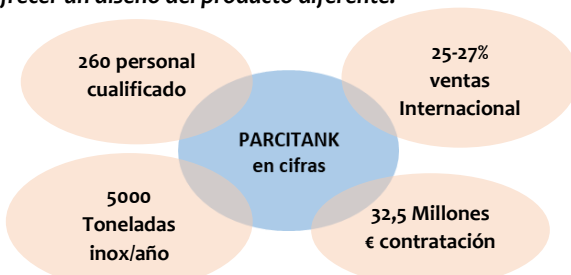 frecer un diseño del producto diferente.
260 personal
cualificado
25-27%
ventas
Internacional
PARCITANK
en cifras
5000
Toneladas
inox/año
32,5 Millones
€ contratación